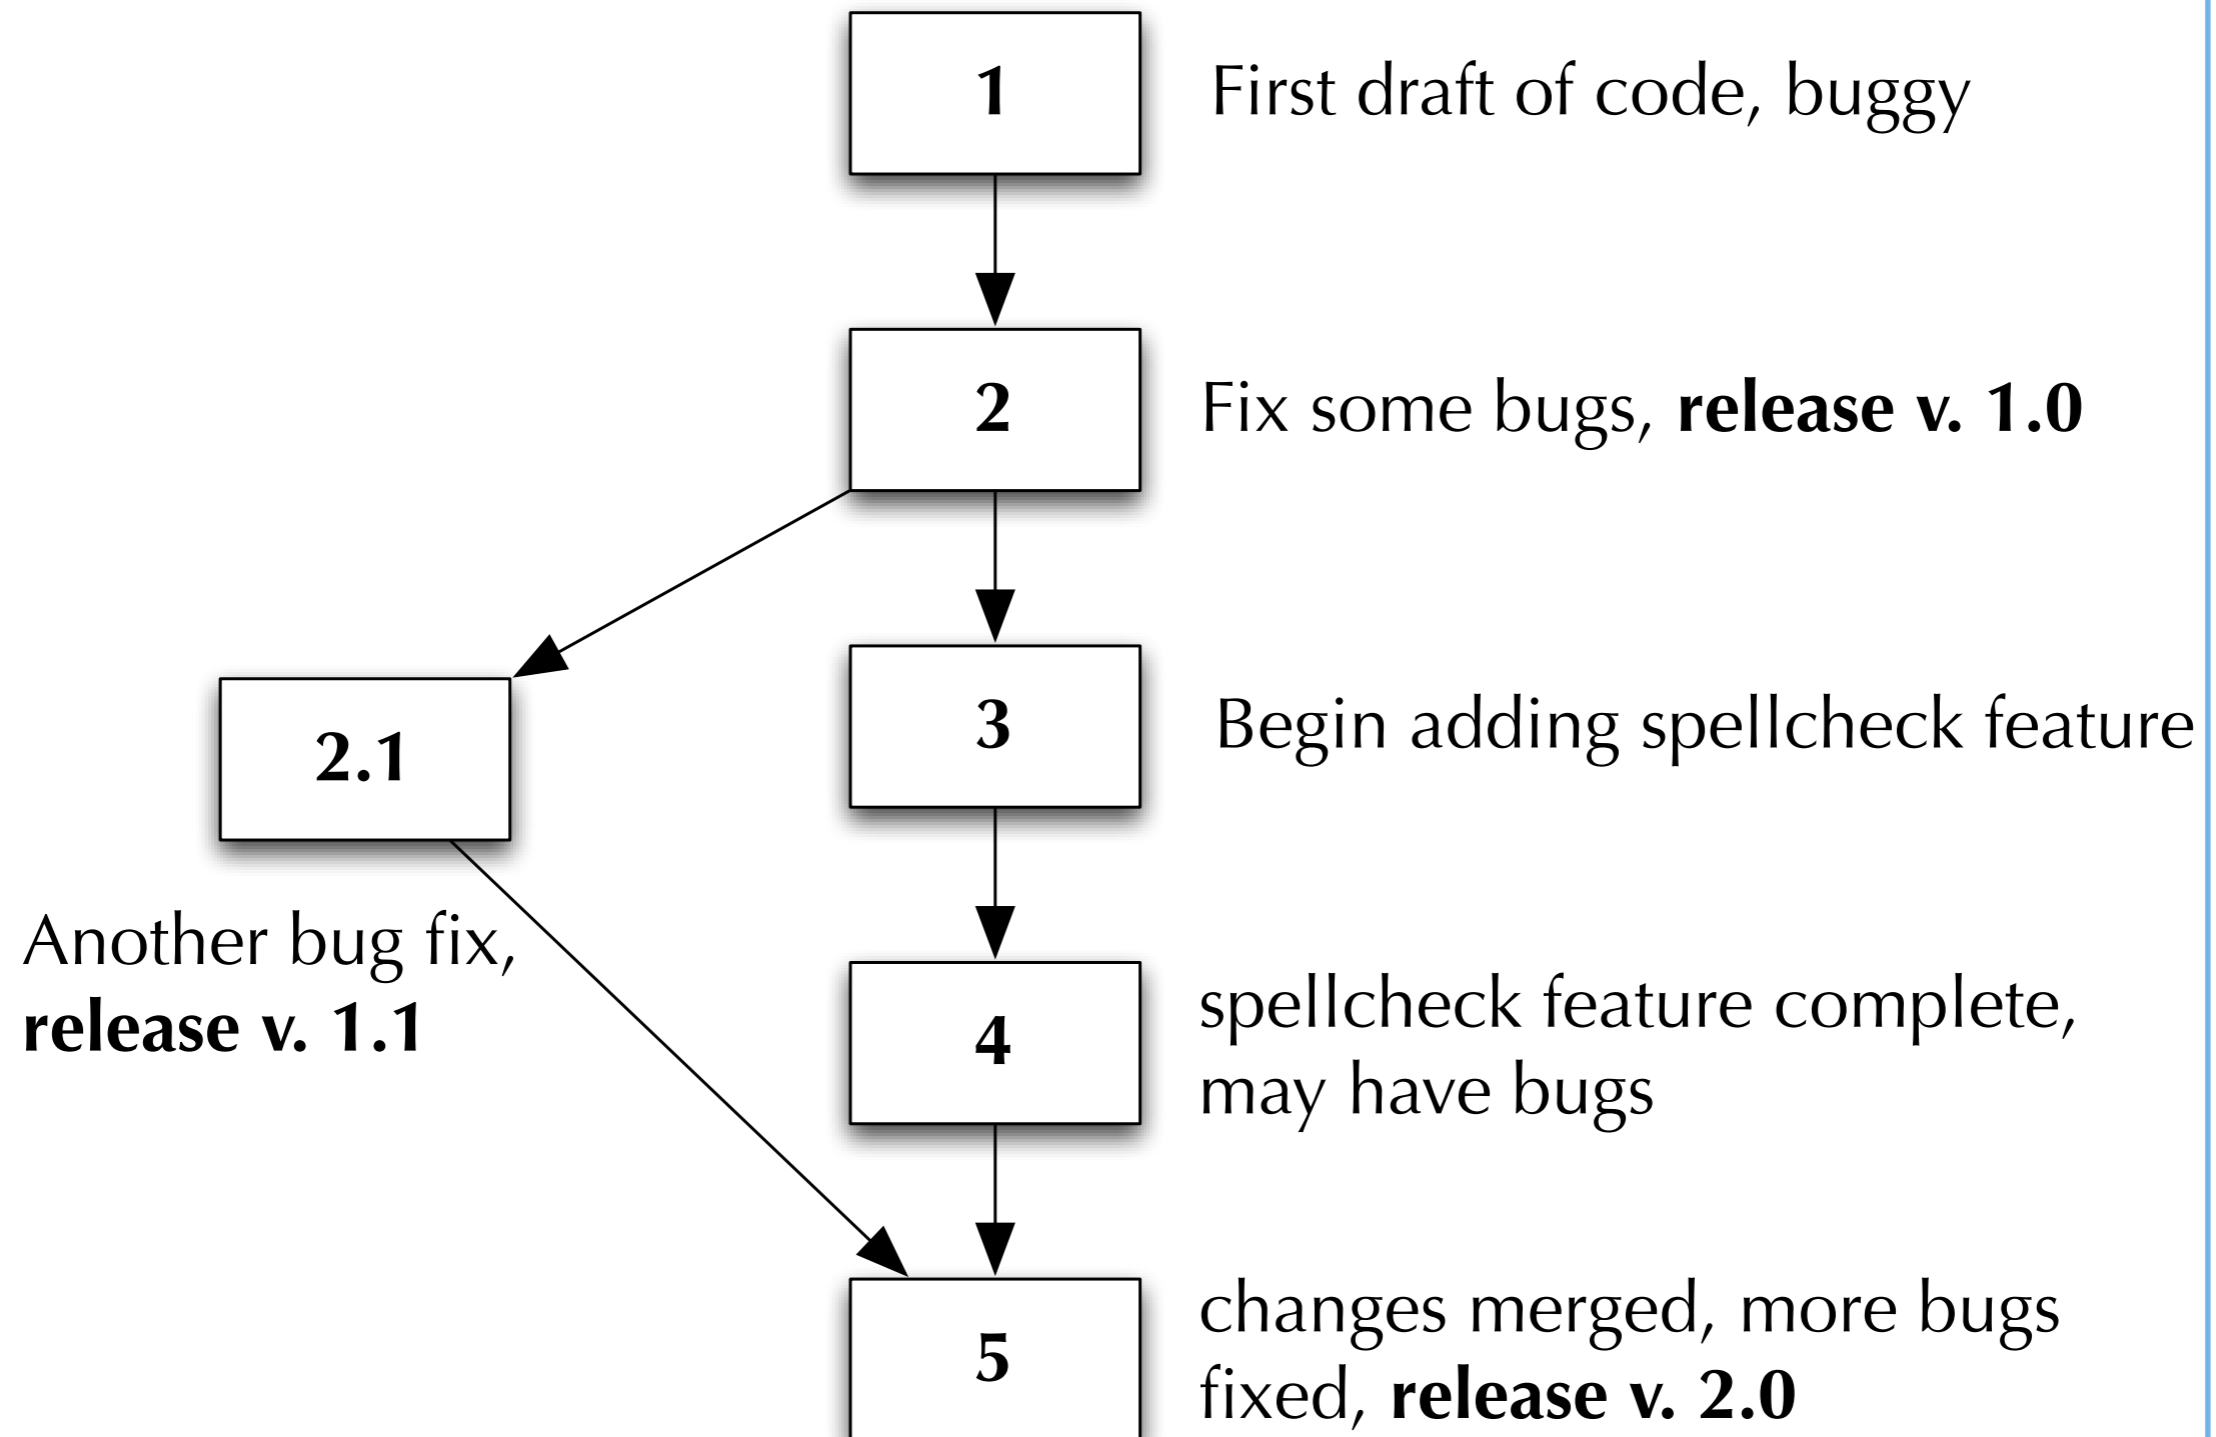 1
First draft of code, buggy
2
Fix some bugs, release v. 1.0
2.1
Another bug fix,
release v. 1.1
3
Begin adding spellcheck feature
4
spellcheck feature complete,
may have bugs
5
changes merged, more bugs
fixed, release v. 2.0